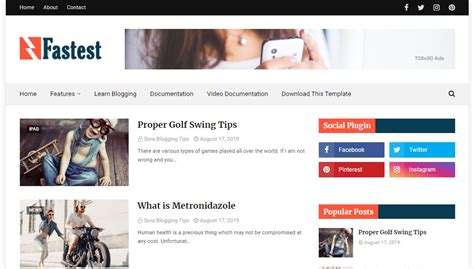 Home About Contact
Fastest
728x90 Ads
Home Features Learn Blogging Documentation Video Documentation Download This Template
IPAD
Proper Golf Swing Tips
Sora Blogging Tips August 17, 2019
There are various types of games played all over the world. If I am not
wrong and you...
Social Plugin
Facebook Twitter
Pinterest Instagram
NEWS
What is Metronidazole
Sora Blogging Tips August 17, 2019
Human health is a precious thing which may not be compromised
at any cost. Unfortunat...
Popular Posts
Proper Golf Swing Tips
August 17, 2019